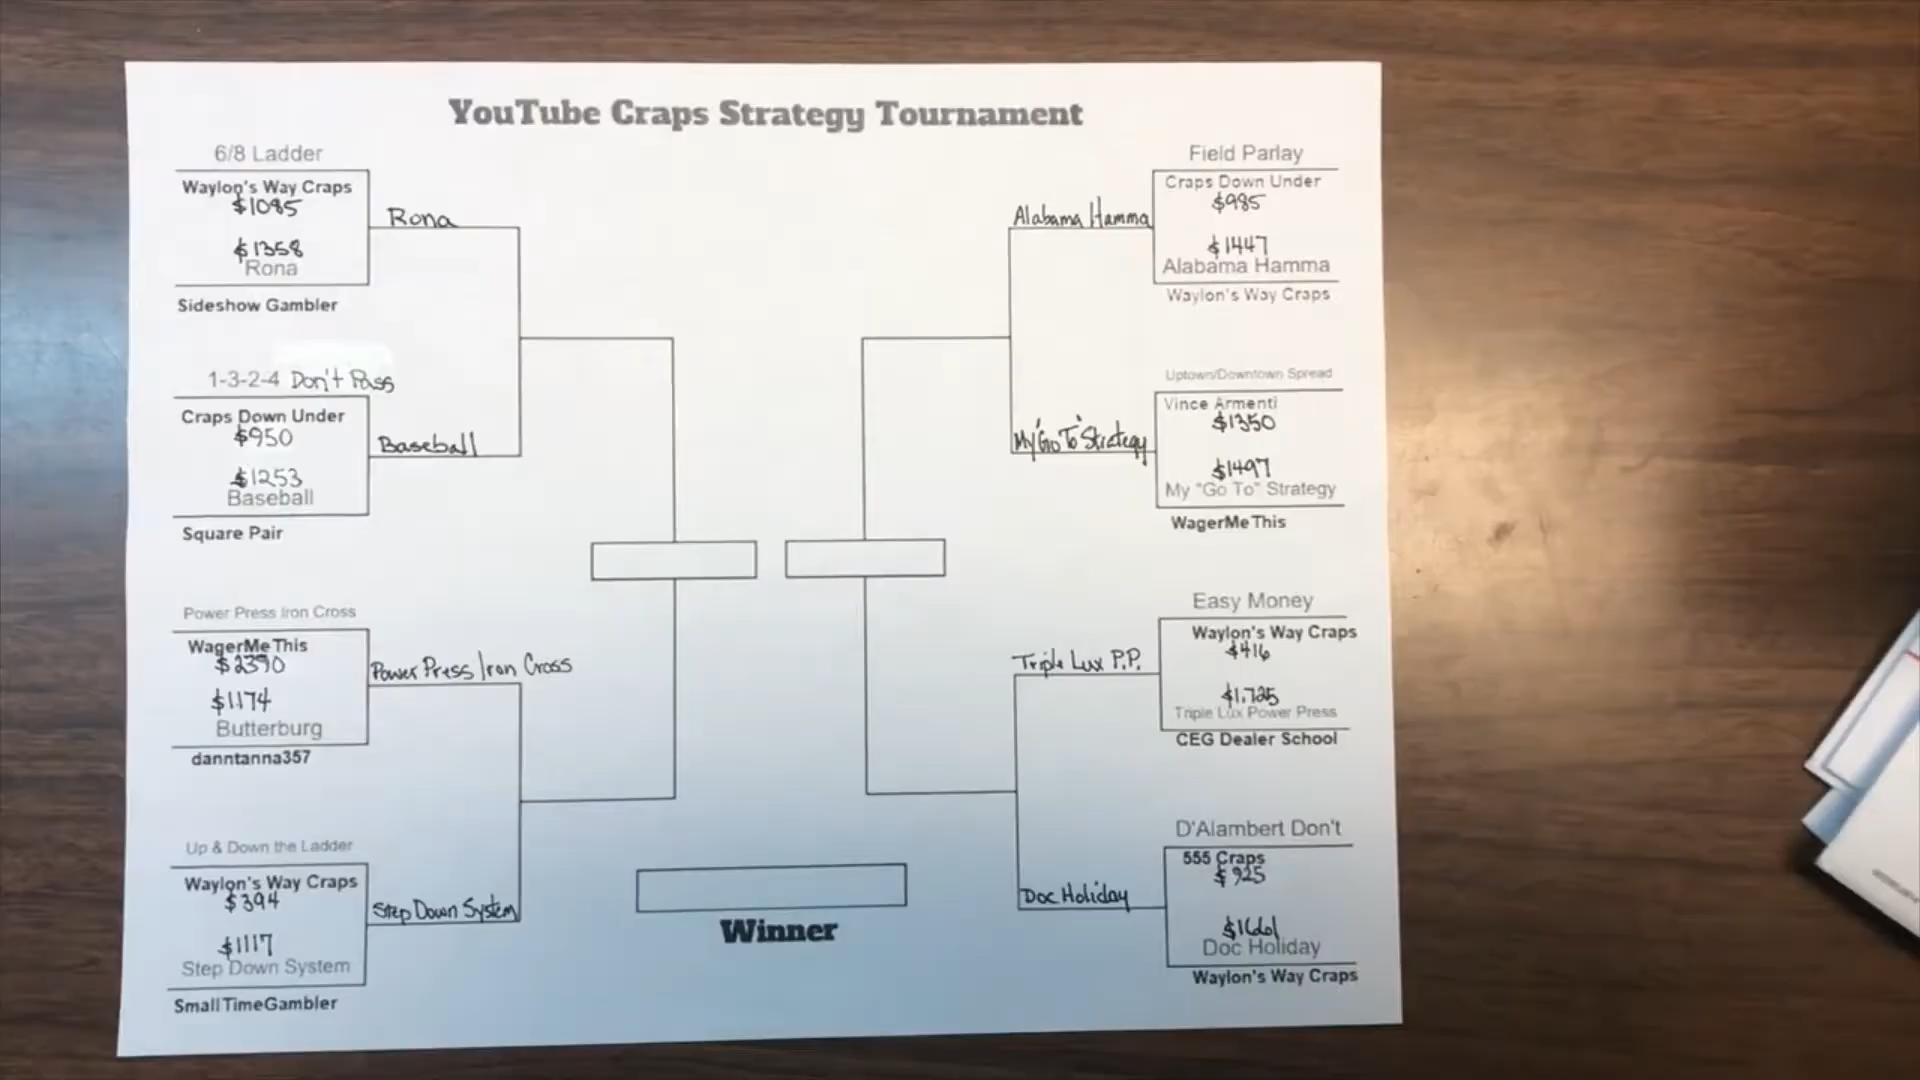 YouTube Craps Strategy Tournament
6/8 Ladder
Waylon's Way Craps
$1085
$1358
Rona
Sideshow Gambler
Rona
1-3-2-4 Don't Pass
Craps Down Under
$950
$1253
Baseball
Square Pair
Baseball
Power Press Iron Cross
WagerMeThis
$2390
$1174
Butterburg
danntanna357
Power Press Iron Cross
Up & Down the Ladder
Waylon's Way Craps
$394
$1117
Step Down System
SmallTimeGambler
Step Down System
Field Parlay
Craps Down Under
$985
$1447
Alabama Hamma
Waylon's Way Craps
Alabama Hamma
Uptown/Downtown Spread
Vince Armenti
$1350
$1497
My "Go To" Strategy
WagerMeThis
My "Go To" Strategy
Easy Money
Waylon's Way Craps
$416
$1,725
Triple Lux Power Press
CEG Dealer School
Triple Lux P.P.
D'Alambert Don't
555 Craps
$925
$1661
Doc Holiday
Waylon's Way Craps
Doc Holiday
Winner